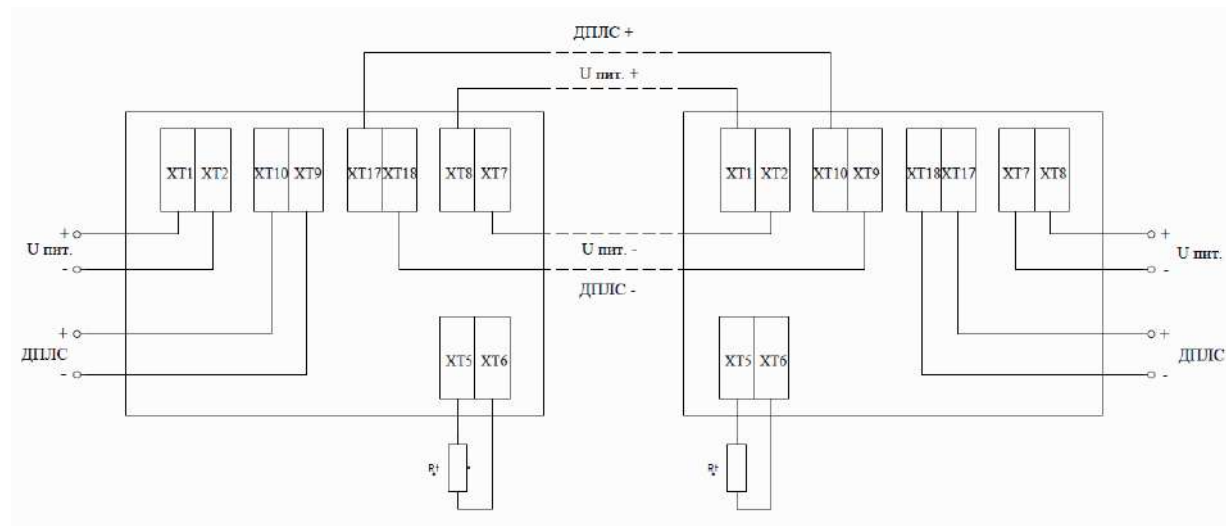 ДПЛС +
U пит. +
XT1 XT2 XT10 XT9 XT17 XT18 XT8 XT7
XT1 XT2 XT10 XT9 XT18 XT17 XT7 XT8
+
U пит.
-
U пит. -
+
U пит.
-
ДПЛС -
+
ДПЛС
-
XT5 XT6
XT5 XT6
+
ДПЛС
-
Rt
Rt